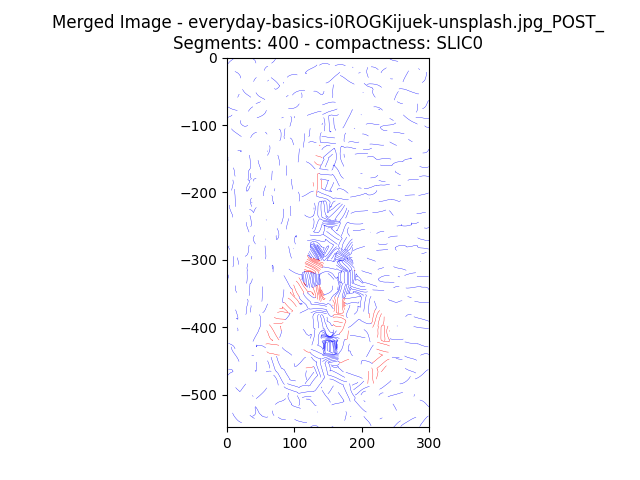 Merged Image - everyday-basics-i0ROGKijuek-unsplash.jpg_POST_
Segments: 400 - compactness: SLIC0
0
−100
−200
−300
−400
−500
0 100 200 300